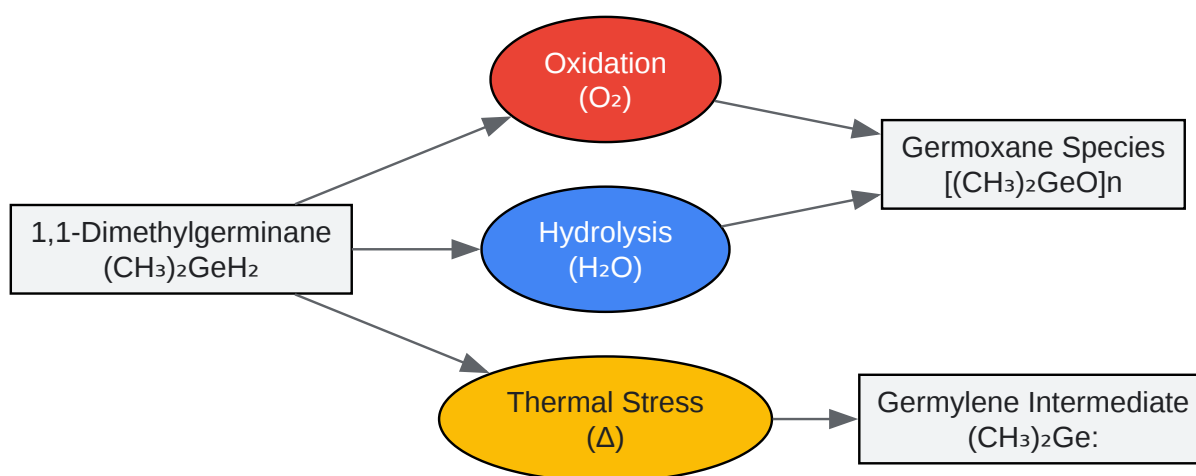 1,1-Dimethylgerminane
(CH₃)₂GeH₂
Oxidation
(O₂)
Hydrolysis
(H₂O)
Thermal Stress
(Δ)
Germoxane Species
[(CH₃)₂GeO]n
Germylene Intermediate
(CH₃)₂Ge: